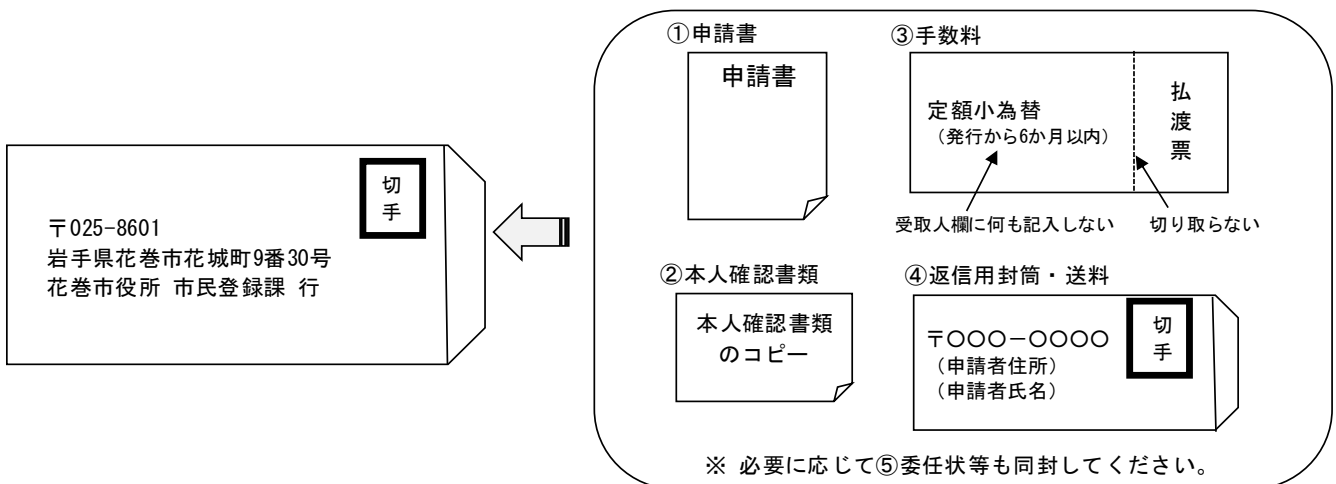 切手
〒025-8601
岩手県花巻市花城町9番30号
花巻市役所 市民登録課 行
①申請書
申請書
②本人確認書類
本人確認書類
のコピー
③手数料
定額小為替
（発行から6か月以内）
払渡票
受取人欄に何も記入しない
切り取らない
④返信用封筒・送料
切手
〒〇〇〇－〇〇〇〇
（申請者住所）
（申請者氏名）
※ 必要に応じて⑤委任状等も同封してください。